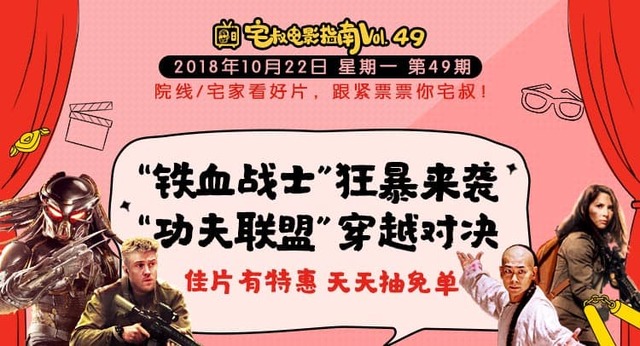 宅叔电影指南Vol.49
2018年10月22日 星期一 第49期
院线/宅家看好片，跟紧票票你宅叔！
“铁血战士”狂暴来袭
“功夫联盟”穿越对决
佳片有特惠 天天抽免单